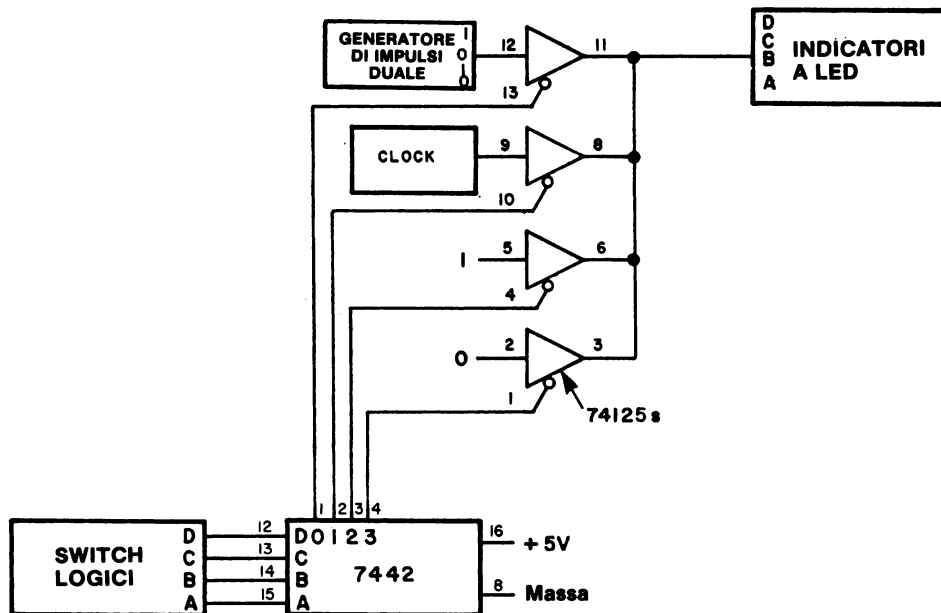 GENERATORE
DI IMPULSI
DUALE
1
0
1
0
12
11
13
D
C
B
A
INDICATORI
A LED
CLOCK
9
8
10
1
5
6
4
0
2
3
1
74125s
1 2 3 4
SWITCH
LOGICI
D
C
B
A
12
13
14
15
D 0 1 2 3
C
B
A
7442
16
+ 5V
8
Massa